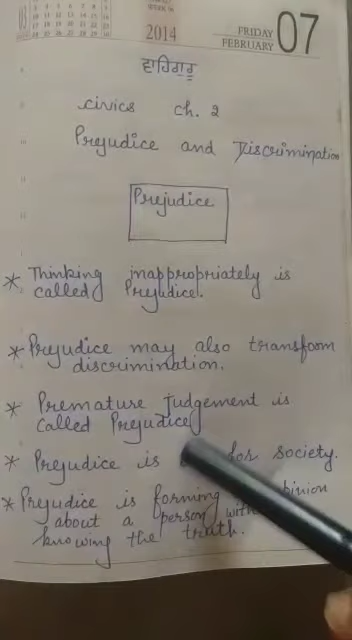 2014
FRIDAY
FEBRUARY 07
ਵਾਹਿਗੁਰੂ
civics ch. 2
Prejudice and Discrimination
Prejudice
* Thinking inappropriately is
called Prejudice.
* Prejudice may also transform
discrimination.
* Premature judgement is
called Prejudice
* Prejudice is for society.
* Prejudice is forming
about a person
knowing the truth.